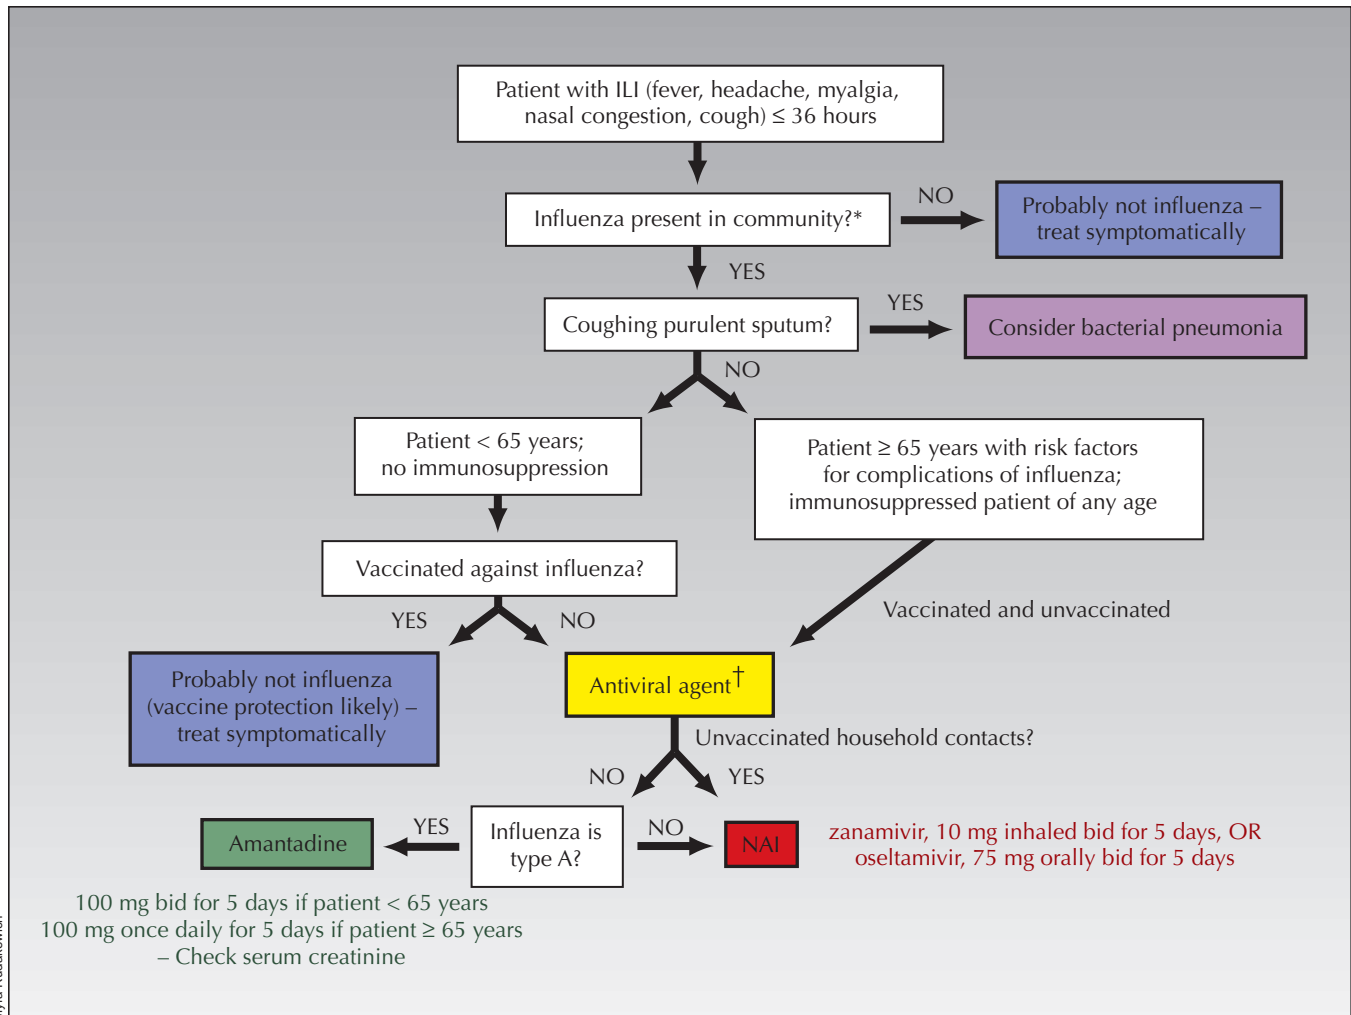 Patient with ILI (fever, headache, myalgia,
nasal congestion, cough) ≤ 36 hours
Influenza present in community?*
NO
Probably not influenza –
treat symptomatically
YES
Coughing purulent sputum?
YES
Consider bacterial pneumonia
NO
Patient < 65 years;
no immunosuppression
Patient ≥ 65 years with risk factors
for complications of influenza;
immunosuppressed patient of any age
Vaccinated against influenza?
Vaccinated and unvaccinated
YES
NO
Probably not influenza
(vaccine protection likely) –
treat symptomatically
Antiviral agent†
Unvaccinated household contacts?
NO
YES
Amantadine
YES
Influenza is
type A?
NO
NAI
zanamivir, 10 mg inhaled bid for 5 days, OR
oseltamivir, 75 mg orally bid for 5 days
100 mg bid for 5 days if patient < 65 years
100 mg once daily for 5 days if patient ≥ 65 years
– Check serum creatinine